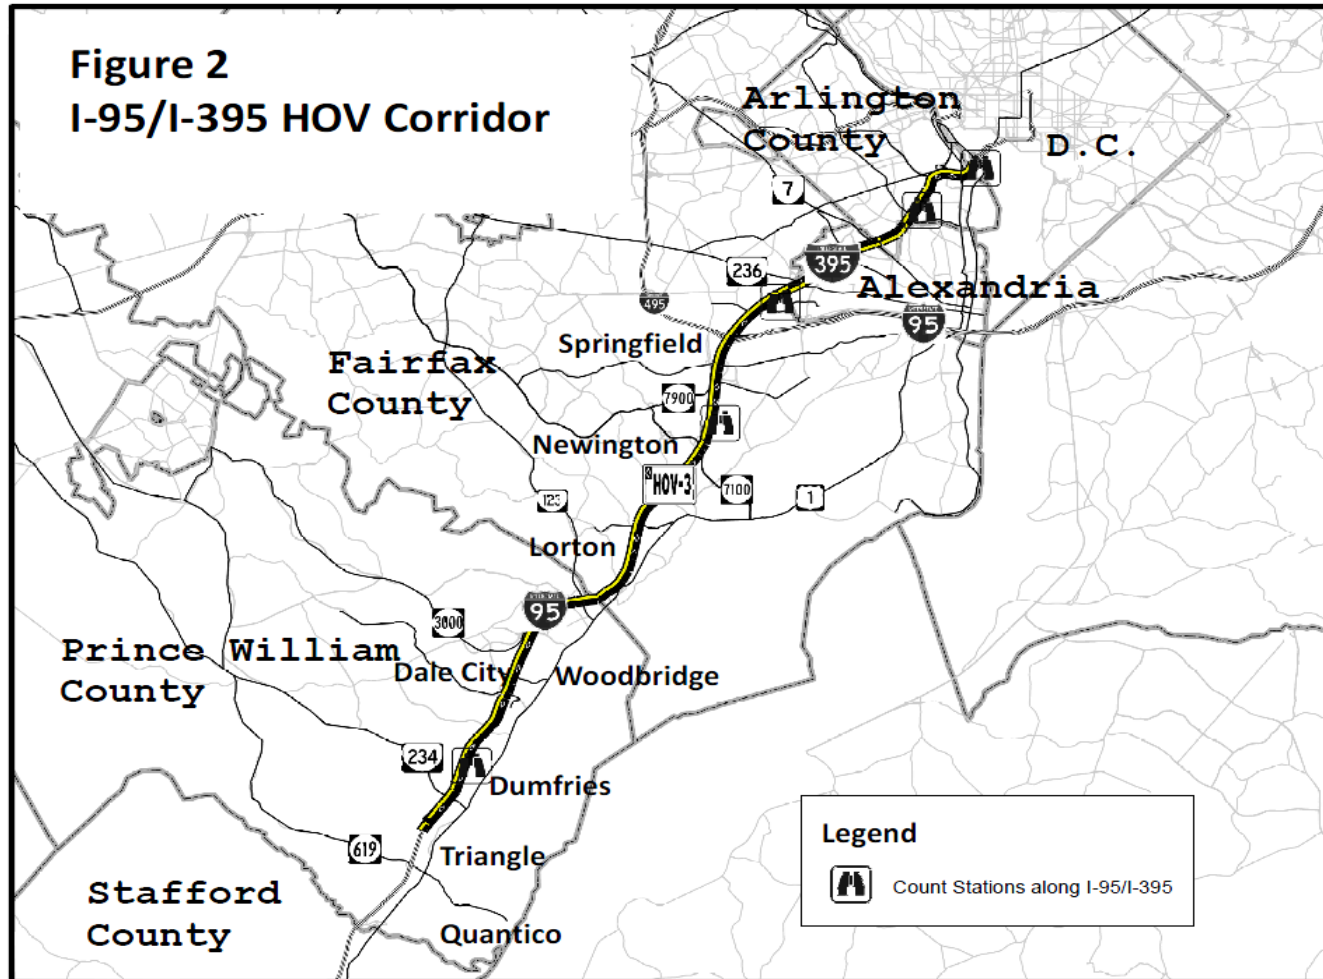 Figure 2
I-95/I-395 HOV Corridor
Arlington
County
D.C.
7
395
236
Alexandria
495
95
Springfield
Fairfax
County
7900
Newington
HOV-3
7100
1
123
Lorton
95
3000
Prince William
County
Dale City
Woodbridge
234
Dumfries
Legend
Count Stations along I-95/I-395
619
Triangle
Stafford
County
Quantico